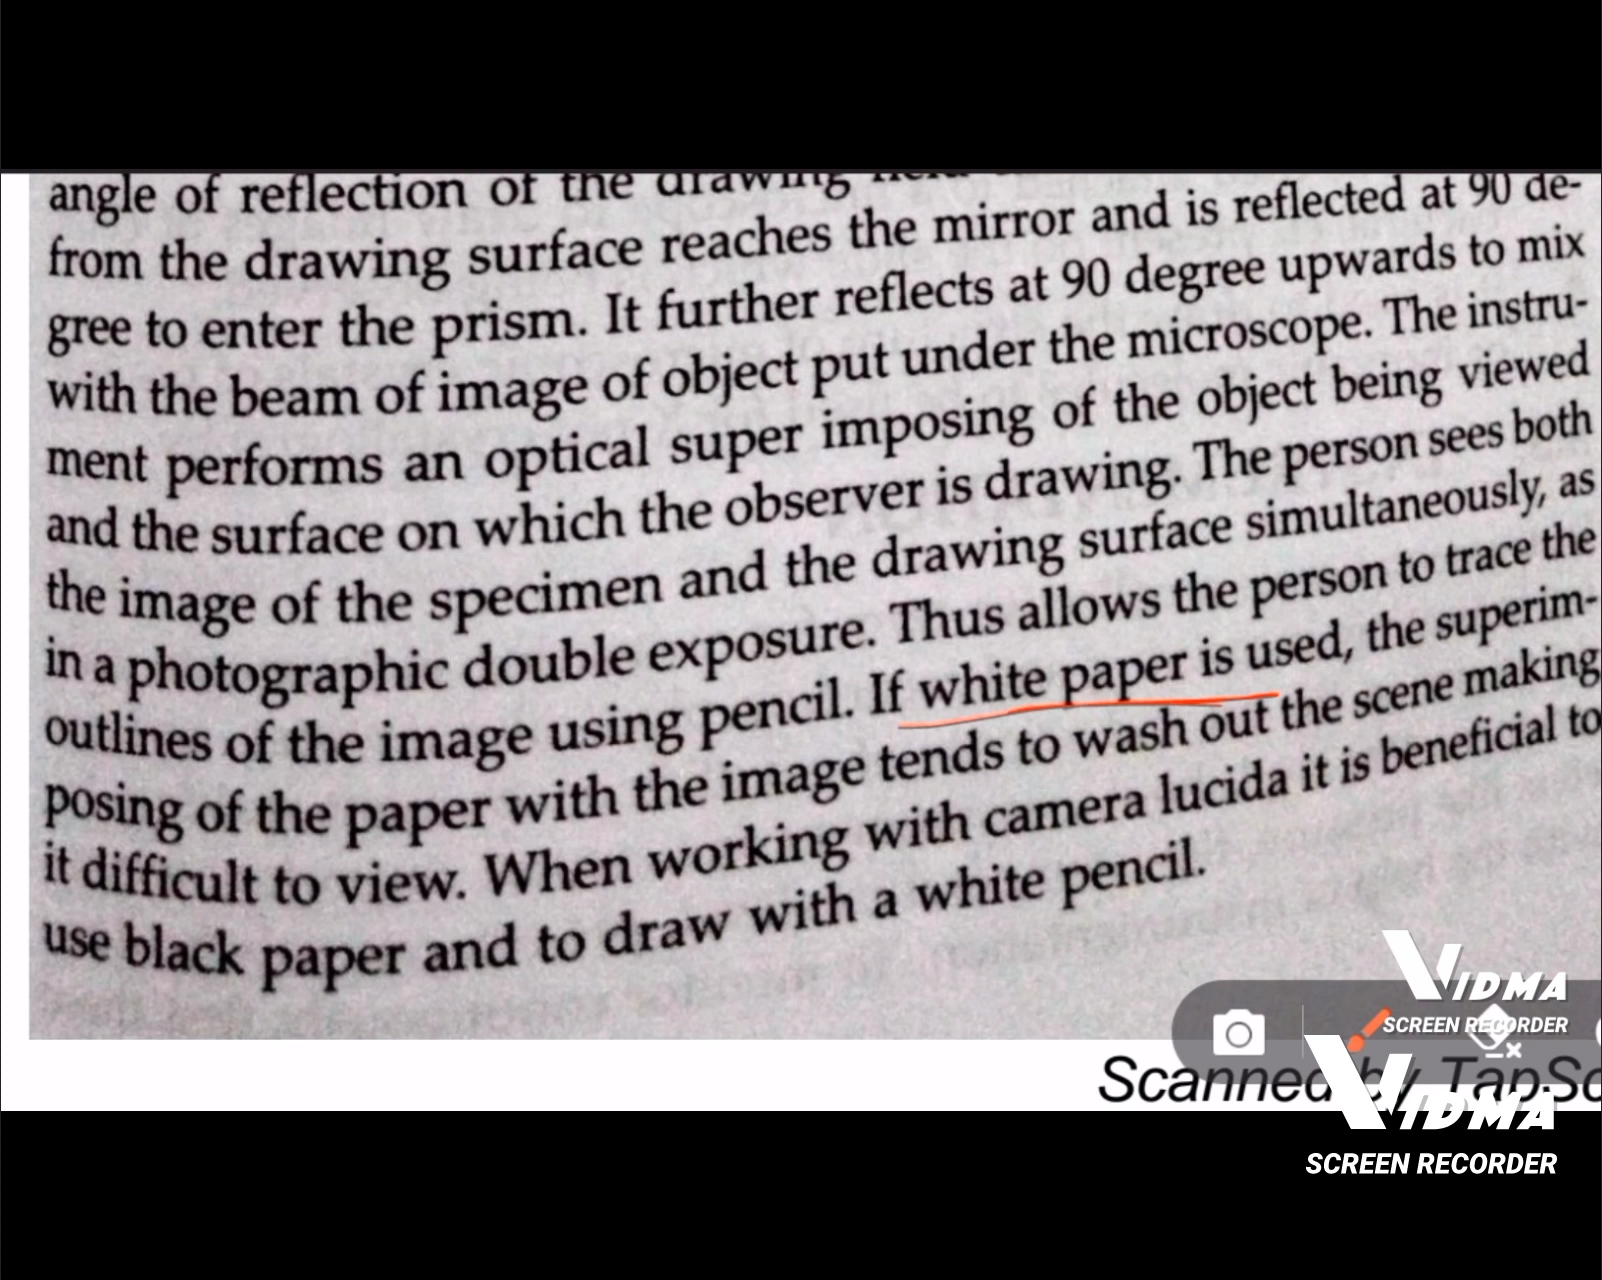 angle of reflection of the drawing
from the drawing surface reaches the mirror and is reflected at 90 de-
gree to enter the prism. It further reflects at 90 degree upwards to mix
with the beam of image of object put under the microscope. The instru-
ment performs an optical super imposing of the object being viewed
and the surface on which the observer is drawing. The person sees both
the image of the specimen and the drawing surface simultaneously, as
in a photographic double exposure. Thus allows the person to trace the
outlines of the image using pencil. If white paper is used, the superim-
posing of the paper with the image tends to wash out the scene making
it difficult to view. When working with camera lucida it is beneficial to
use black paper and to draw with a white pencil.
VIDMA
SCREEN RECORDER
Scanned by
VIDMA
SCREEN RECORDER